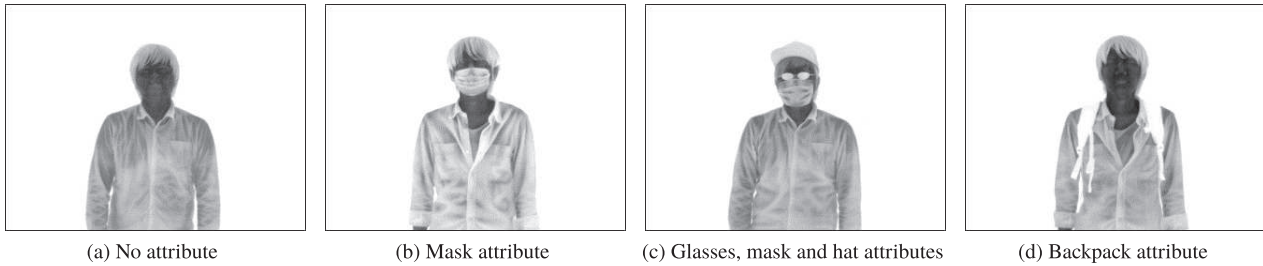 (a) No attribute
(b) Mask attribute
(c) Glasses, mask and hat attributes
(d) Backpack attribute